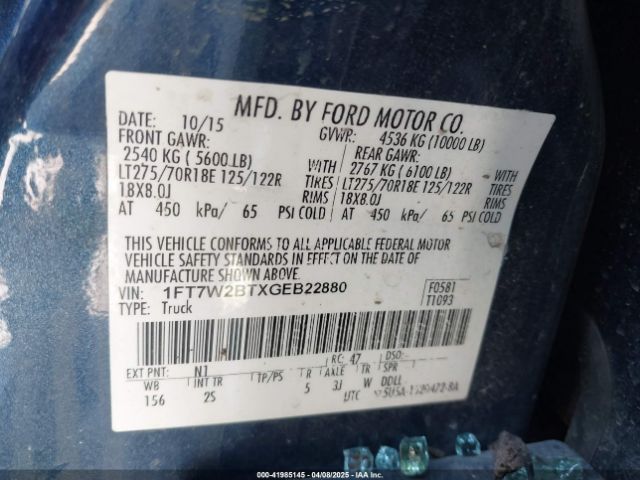 MFD. BY FORD MOTOR CO.
DATE: 10/15 GVWR: 4536 KG (10000 LB)
FRONT GAWR: REAR GAWR:
2540 KG ( 5600 LB) WITH 2767 KG ( 6100 LB) WITH
LT275/70R18E 125/122R TIRES LT275/70R18E 125/122R TIRES
18X8.0J RIMS 18X8.0J RIMS
AT 450 kPa/ 65 PSI COLD AT 450 kPa/ 65 PSI COLD
THIS VEHICLE CONFORMS TO ALL APPLICABLE FEDERAL MOTOR
VEHICLE SAFETY STANDARDS IN EFFECT ON THE DATE OF
MANUFACTURE SHOWN ABOVE.
VIN: 1FT7W2BTXGEB22880 F0581
TYPE: Truck T1093
EXT PNT: N1 RC: 47 DSO:
WB INT TR TP/PS R AXLE TR SPR
156 2S 5 3J W DDLL
UTC
#41985145 - 04/08/2025 - IAAI.COM